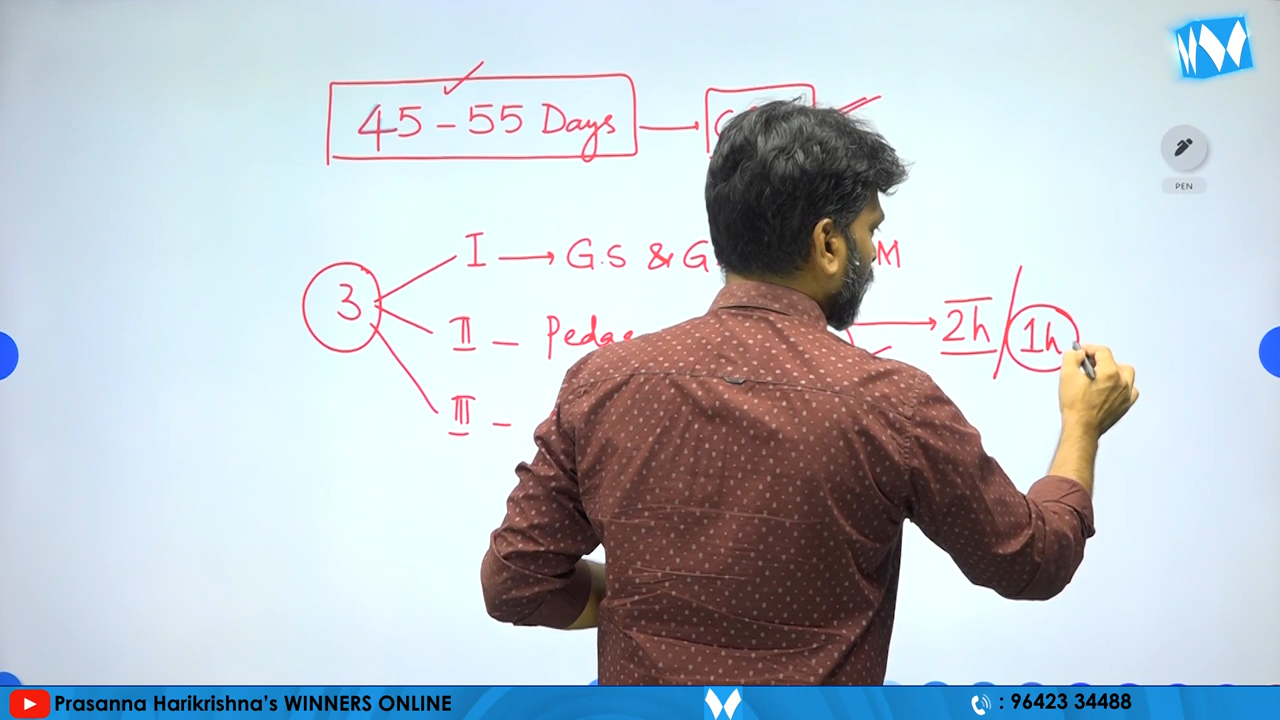 45-55 Days
PEN
3
I → G.S & G.
M
II - Peda
2h / 1h
III -
Prasanna Harikrishna's WINNERS ONLINE
: 96423 34488